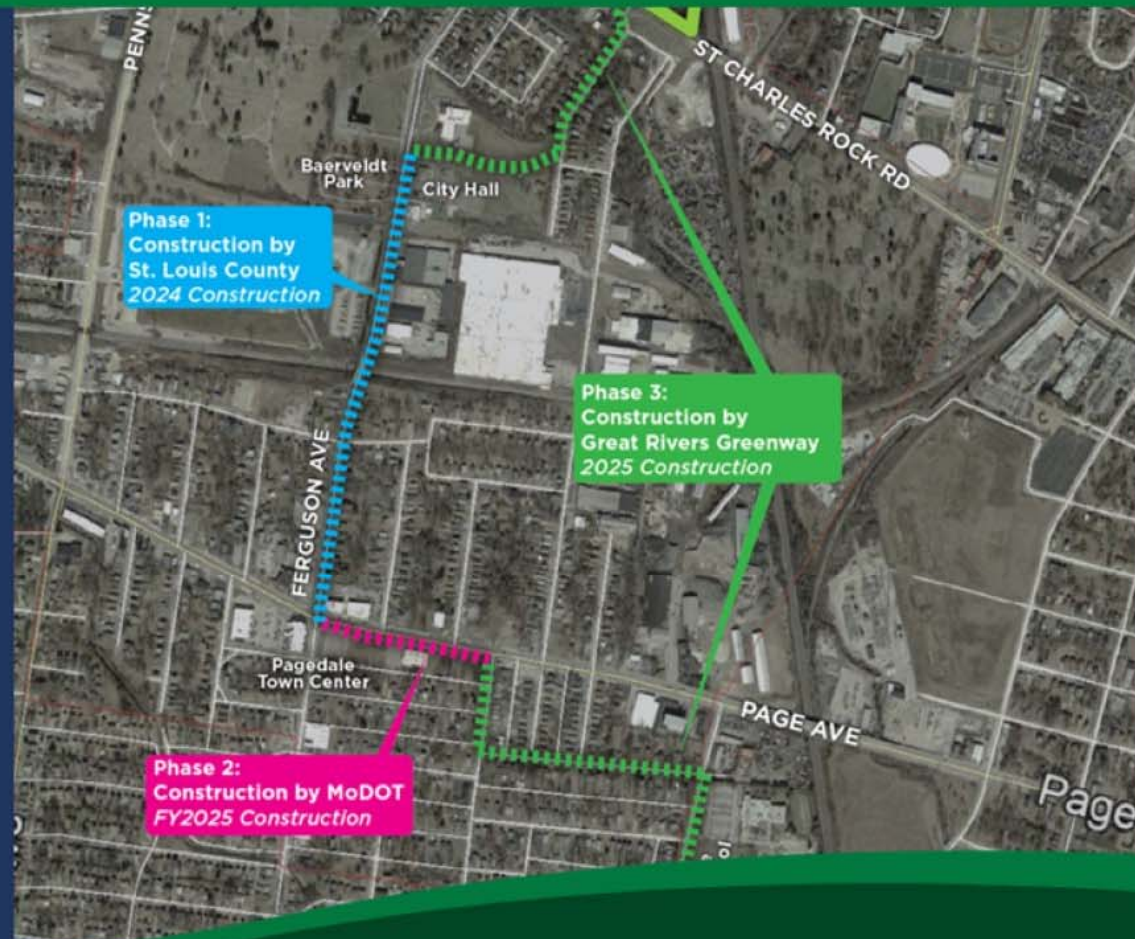 PENNS
ST CHARLES ROCK RD
Baerveldt
Park
City Hall
Phase 1:
Construction by
St. Louis County
2024 Construction
Phase 3:
Construction by
Great Rivers Greenway
2025 Construction
FERGUSON AVE
Pagedale
Town Center
PAGE AVE
Page
Phase 2:
Construction by MoDOT
FY2025 Construction